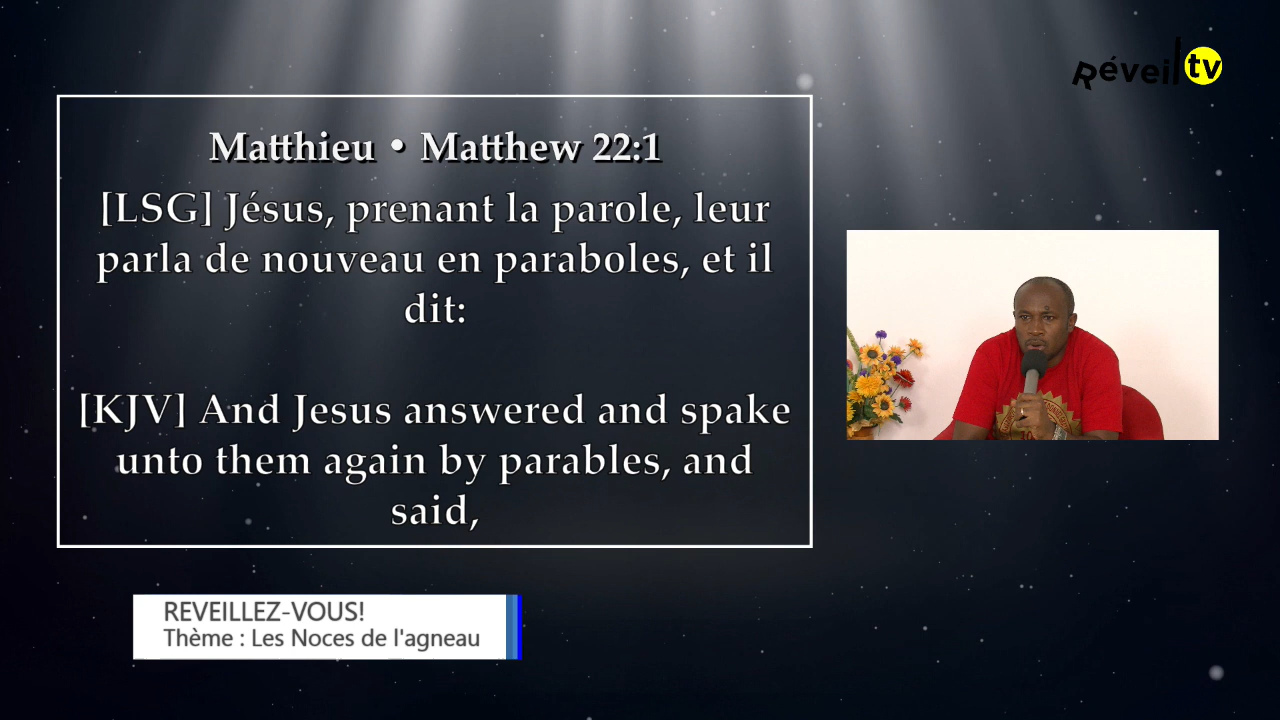 Réveil tv
Matthieu • Matthew 22:1
[LSG] Jésus, prenant la parole, leur
parla de nouveau en paraboles, et il
dit:
[KJV] And Jesus answered and spake
unto them again by parables, and
said,
REVEILLEZ-VOUS!
Thème : Les Noces de l'agneau